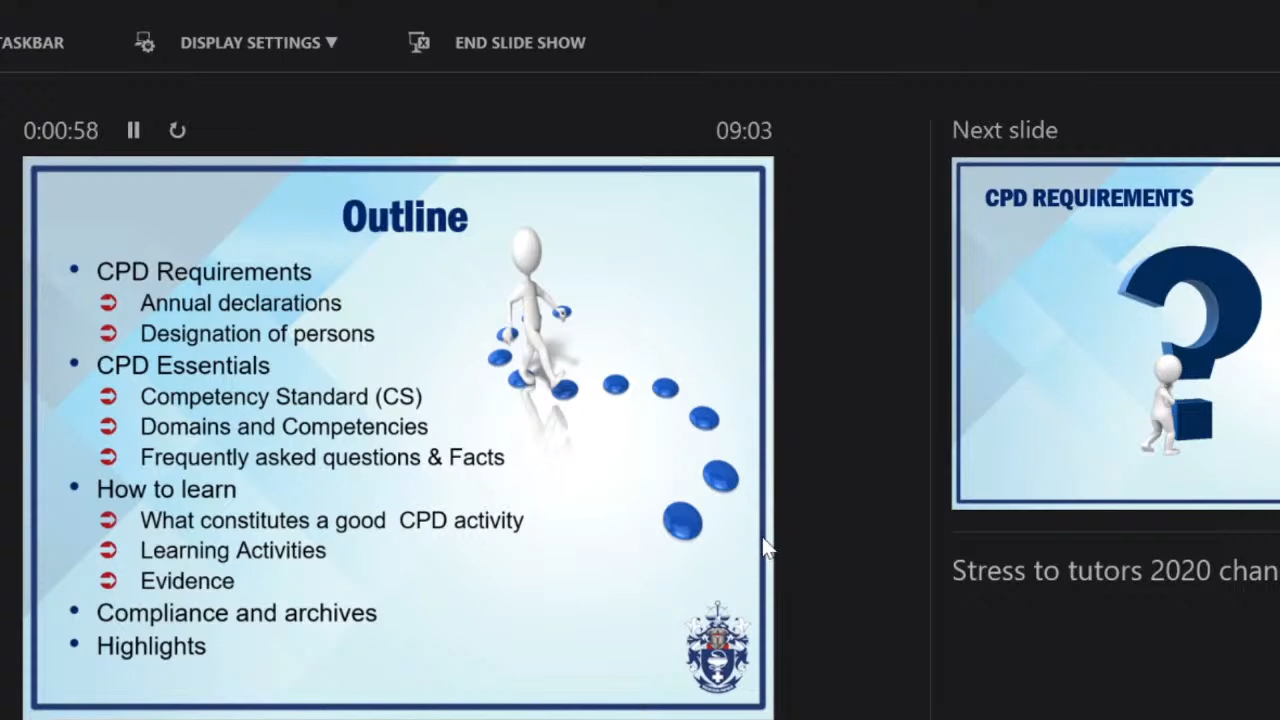 TASKBAR
DISPLAY SETTINGS ▼
END SLIDE SHOW
0:00:58
09:03
Outline
• CPD Requirements
Annual declarations
Designation of persons
• CPD Essentials
Competency Standard (CS)
Domains and Competencies
Frequently asked questions & Facts
• How to learn
What constitutes a good CPD activity
Learning Activities
Evidence
• Compliance and archives
• Highlights
Next slide
CPD REQUIREMENTS
Stress to tutors 2020 chan